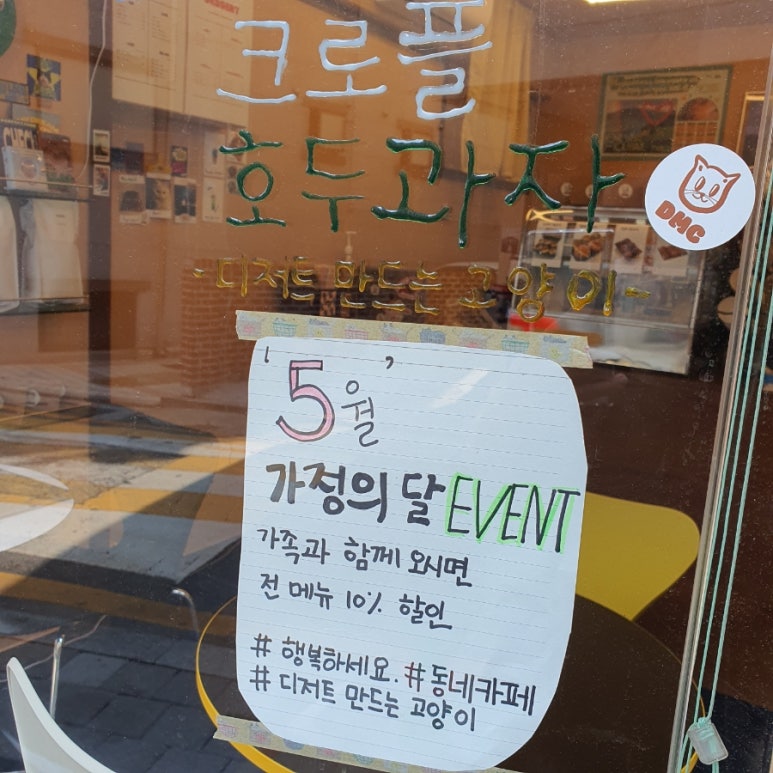 크로플
호두과자
-디저트 만드는 고양이-
DMC
'5월'
가정의 달 EVENT
가족과 함께 오시면
전 메뉴 10% 할인
# 행복하세요. #동네카페
# 디저트 만드는 고양이